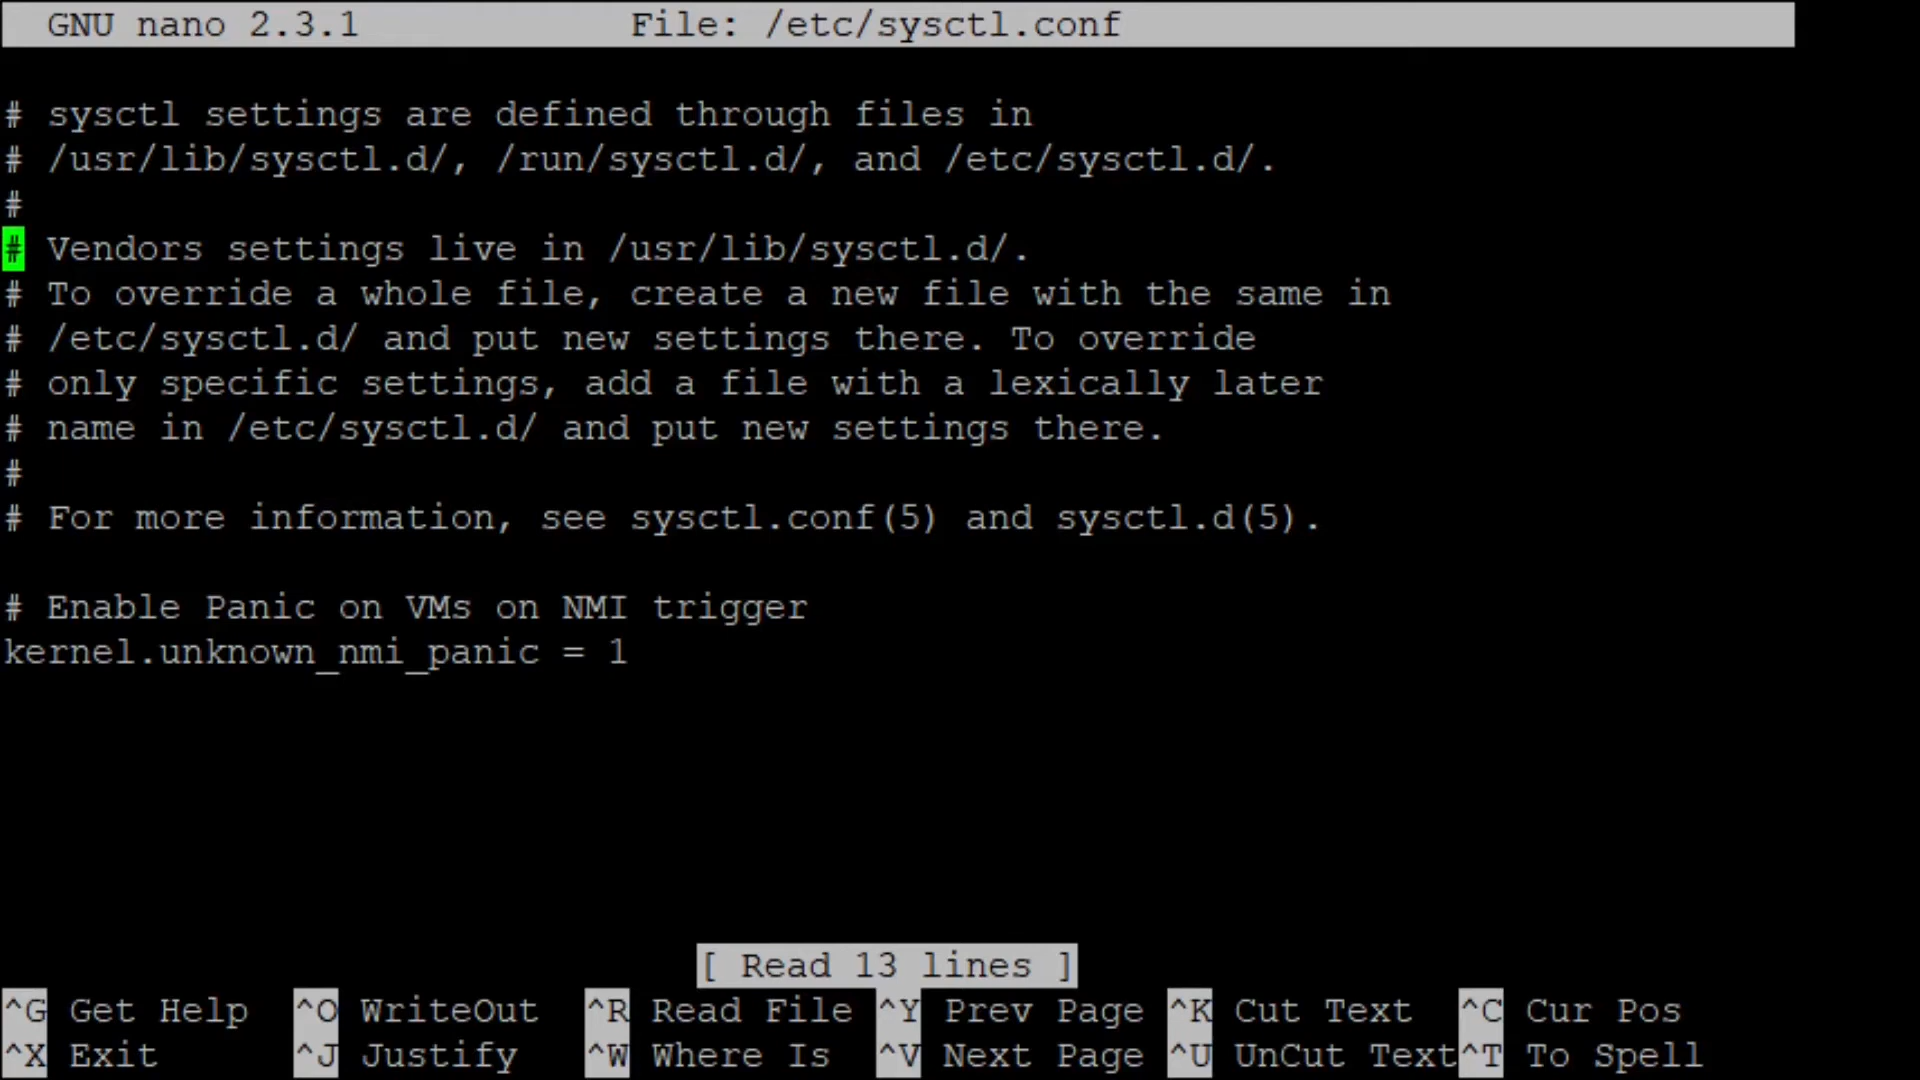 GNU nano 2.3.1 File: /etc/sysctl.conf
# sysctl settings are defined through files in
# /usr/lib/sysctl.d/, /run/sysctl.d/, and /etc/sysctl.d/.
#
# Vendors settings live in /usr/lib/sysctl.d/.
# To override a whole file, create a new file with the same in
# /etc/sysctl.d/ and put new settings there. To override
# only specific settings, add a file with a lexically later
# name in /etc/sysctl.d/ and put new settings there.
#
# For more information, see sysctl.conf(5) and sysctl.d(5).
# Enable Panic on VMs on NMI trigger
kernel.unknown_nmi_panic = 1
[ Read 13 lines ]
^G Get Help ^O WriteOut ^R Read File ^Y Prev Page ^K Cut Text ^C Cur Pos
^X Exit ^J Justify ^W Where Is ^V Next Page ^U UnCut Text ^T To Spell